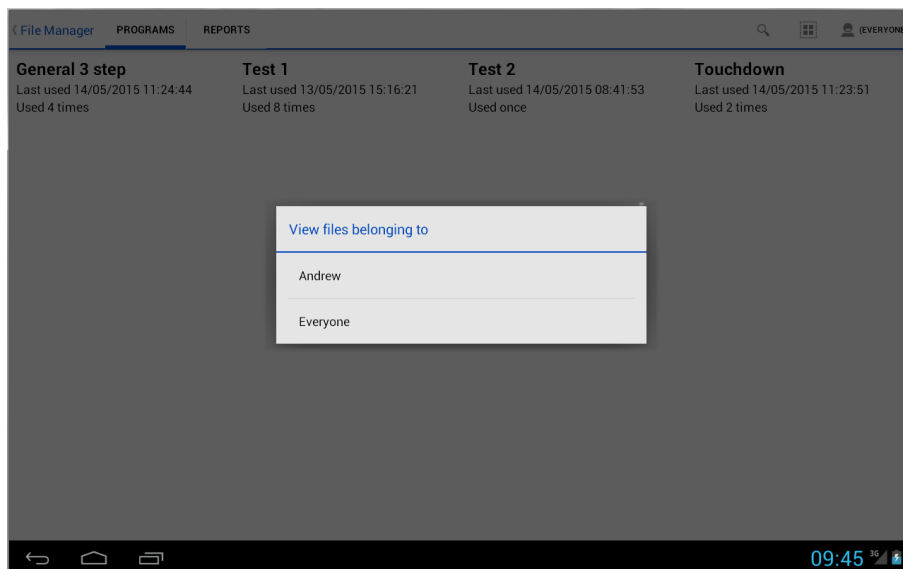 File Manager PROGRAMS REPORTS (EVERYONE
General 3 step Test 1 Test 2 Touchdown
Last used 14/05/2015 11:24:44 Last used 13/05/2015 15:16:21 Last used 14/05/2015 08:41:53 Last used 14/05/2015 11:23:51
Used 4 times Used 8 times Used once Used 2 times
View files belonging to
Andrew
Everyone
09:45 3G